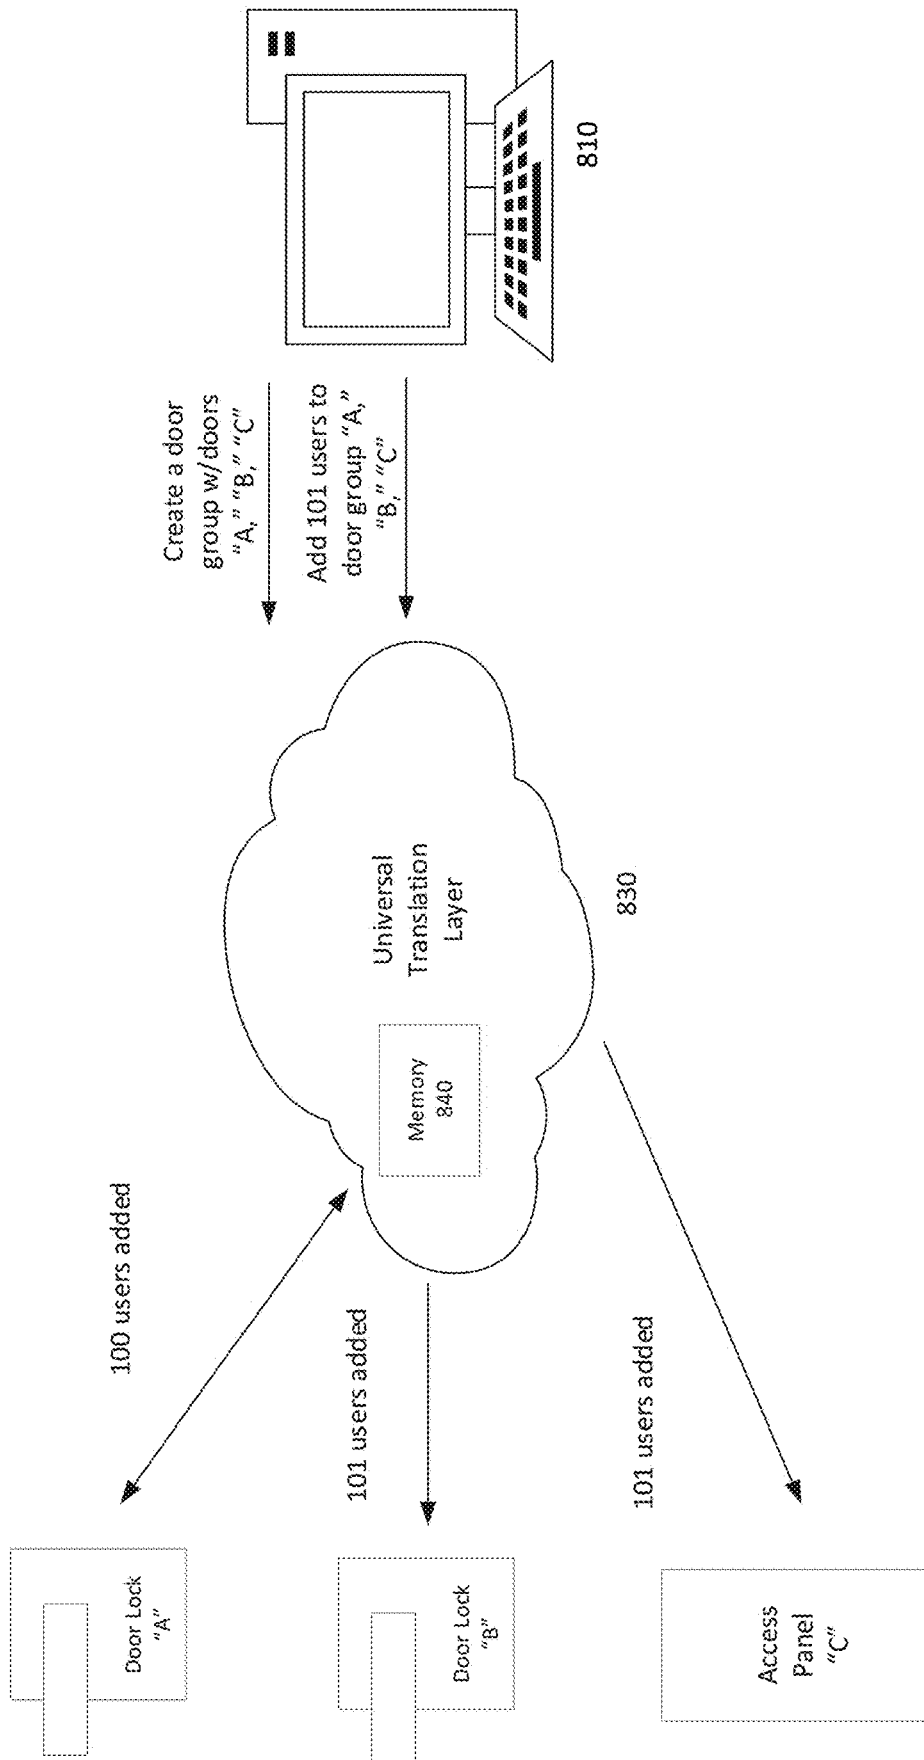 Door Lock
"A"
Door Lock
"B"
Access
Panel
"C"
100 users added
101 users added
101 users added
Memory
840
Universal
Translation
Layer
830
Create a door
group w/doors
"A," "B," "C"
Add 101 users to
door group "A,"
"B," "C"
810